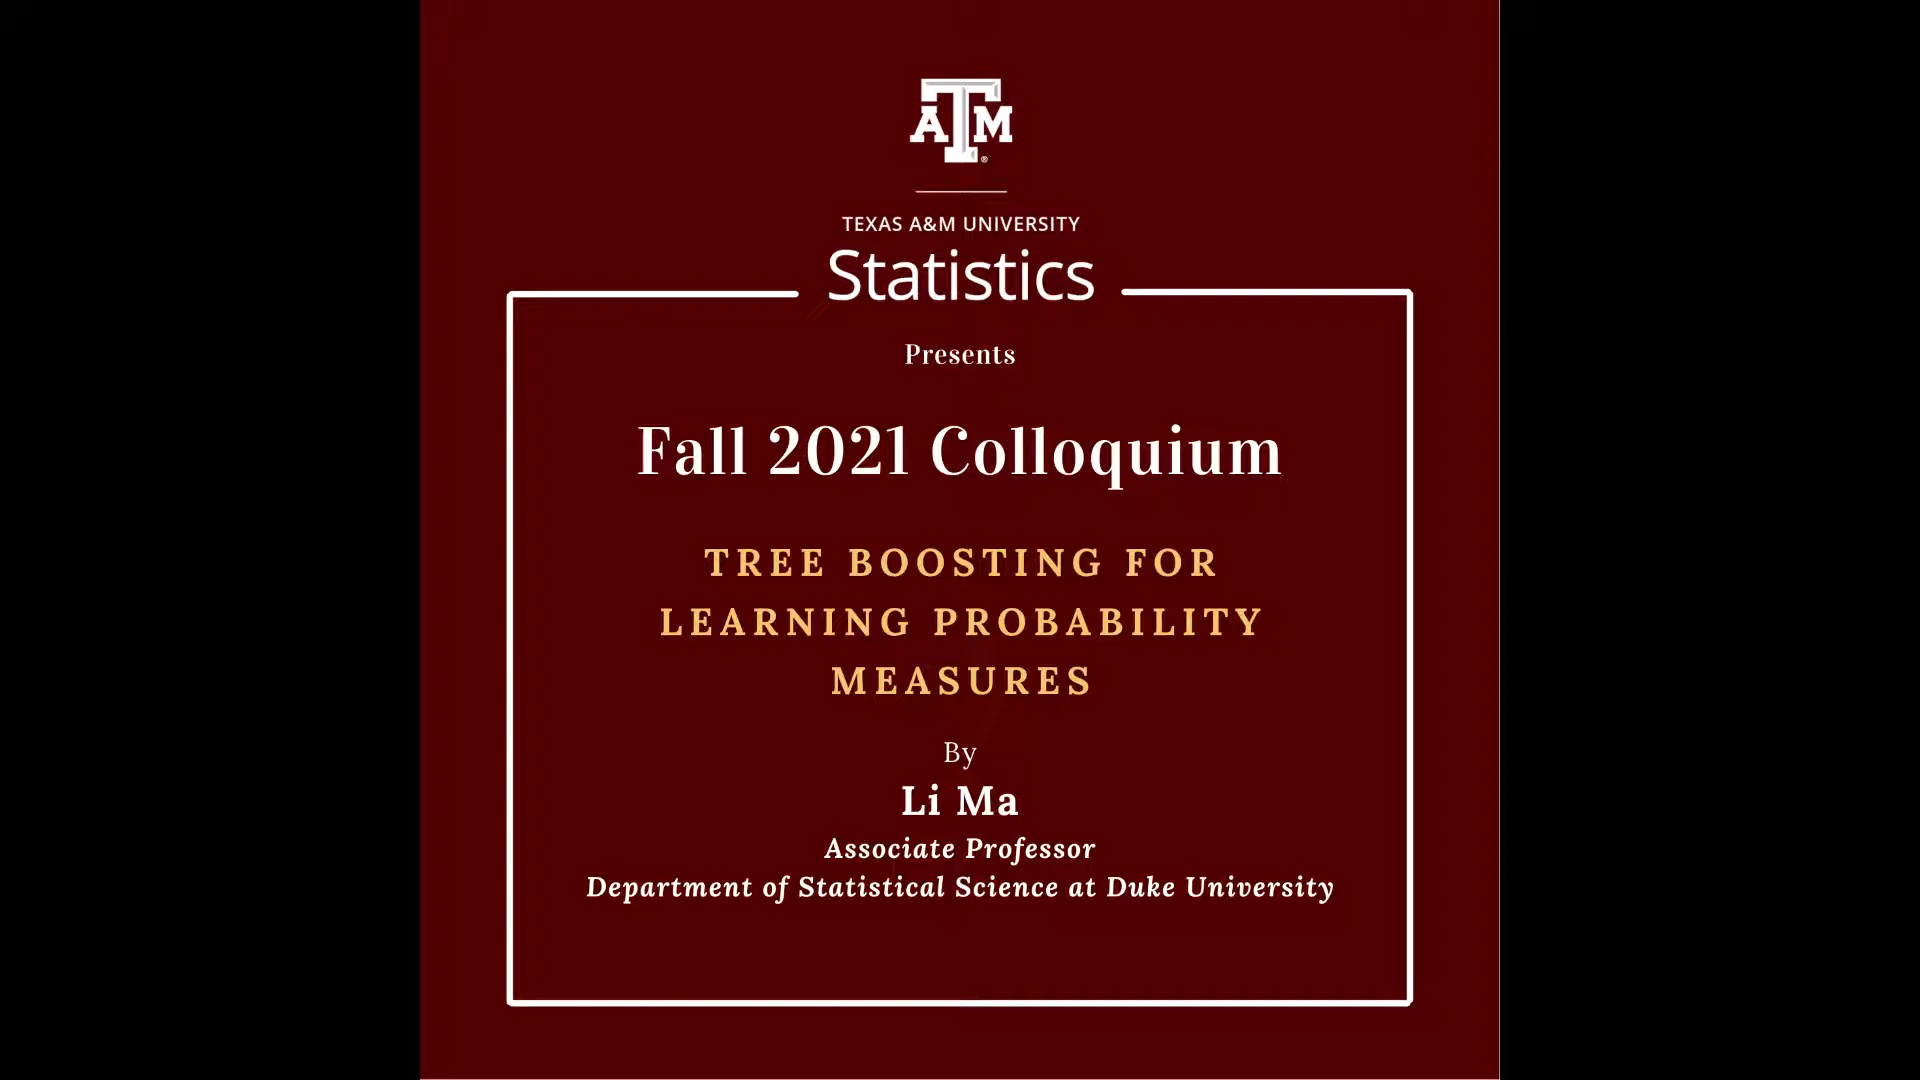 ATM®
TEXAS A&M UNIVERSITY
Statistics
Presents
Fall 2021 Colloquium
TREE BOOSTING FOR
LEARNING PROBABILITY
MEASURES
By
Li Ma
Associate Professor
Department of Statistical Science at Duke University